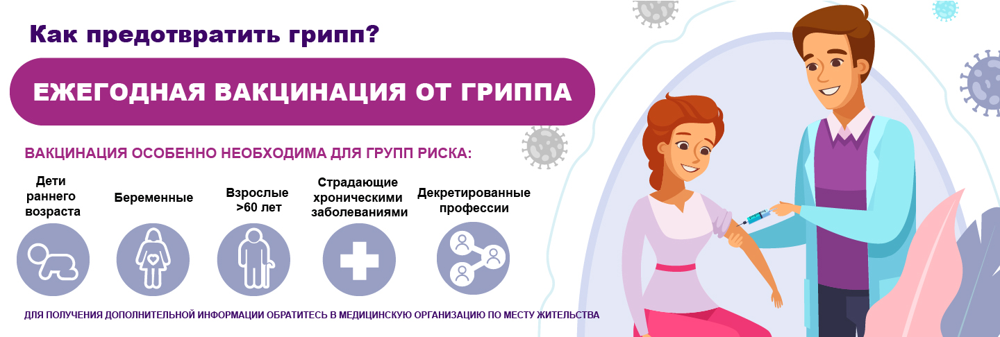 Как предотвратить грипп?
ЕЖЕГОДНАЯ ВАКЦИНАЦИЯ ОТ ГРИППА
ВАКЦИНАЦИЯ ОСОБЕННО НЕОБХОДИМА ДЛЯ ГРУПП РИСКА:
Дети
раннего
возраста
Беременные
Взрослые
>60 лет
Страдающие
хроническими
заболеваниями
Декретированные
профессии
ДЛЯ ПОЛУЧЕНИЯ ДОПОЛНИТЕЛЬНОЙ ИНФОРМАЦИИ ОБРАТИТЕСЬ В МЕДИЦИНСКУЮ ОРГАНИЗАЦИЮ ПО МЕСТУ ЖИТЕЛЬСТВА